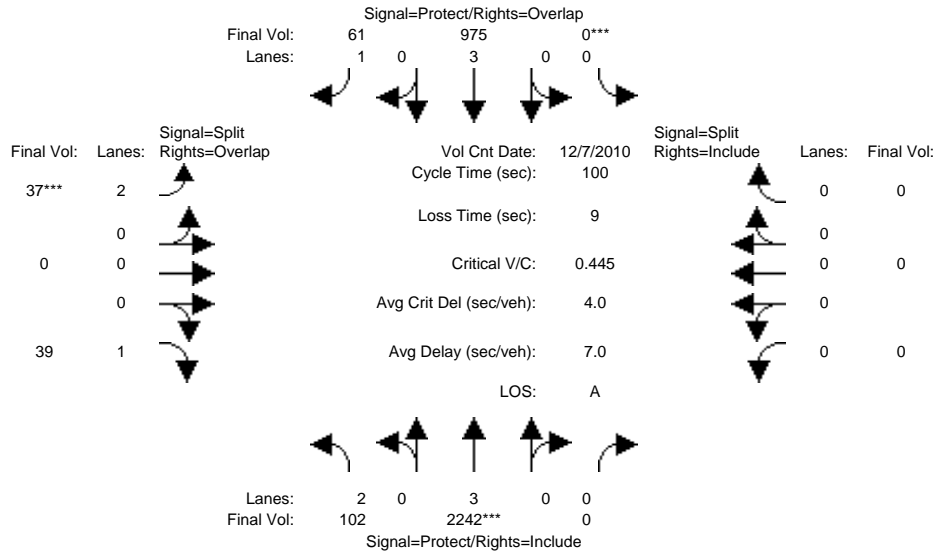 Signal=Protect/Rights=Overlap
Final Vol: 61 975 0***
Lanes: 1 0 3 0 0
Signal=Split
Final Vol: Lanes: Rights=Overlap
Vol Cnt Date: 12/7/2010
Signal=Split
Rights=Include Lanes: Final Vol:
Cycle Time (sec): 100
37*** 2
0 0
Loss Time (sec): 9
0
0
0 0
Critical V/C: 0.445
0 0
0
Avg Crit Del (sec/veh): 4.0
0
39 1
Avg Delay (sec/veh): 7.0
0 0
LOS: A
Lanes: 2 0 3 0 0
Final Vol: 102 2242*** 0
Signal=Protect/Rights=Include